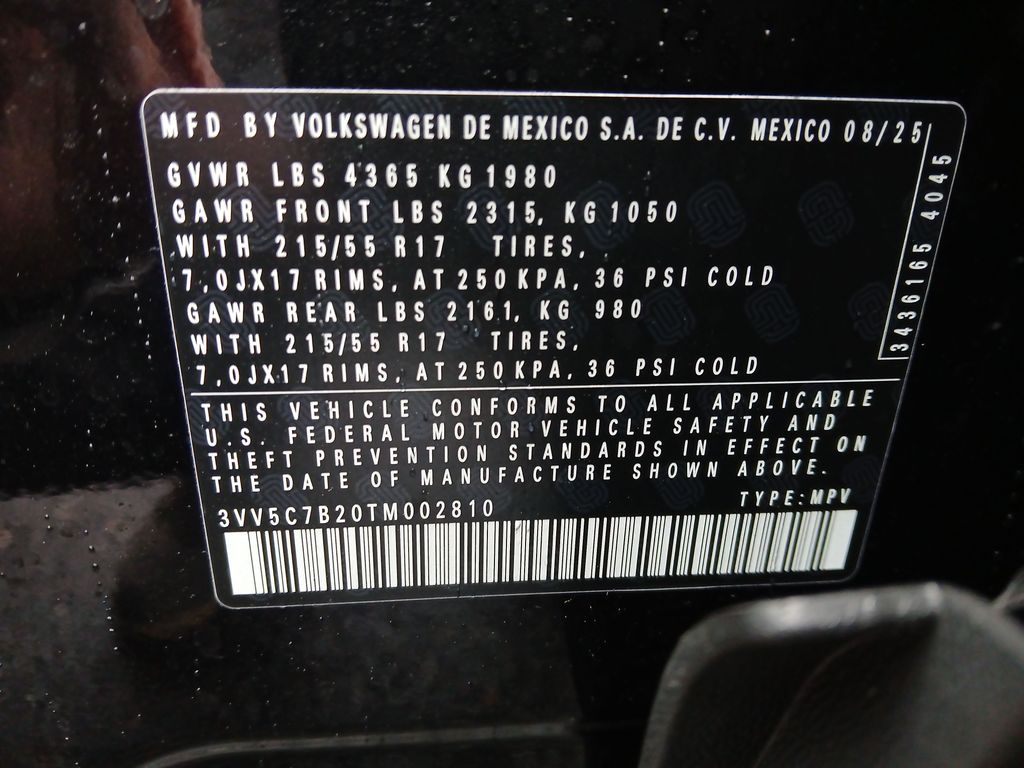 MFD BY VOLKSWAGEN DE MEXICO S.A. DE C.V. MEXICO 08/25
GVWR LBS 4365 KG 1980
GAWR FRONT LBS 2315, KG 1050
WITH 215/55 R17 TIRES,
7,0JX17 RIMS, AT 250 KPA, 36 PSI COLD
GAWR REAR LBS 2161, KG 980
WITH 215/55 R17 TIRES,
7,0JX17 RIMS, AT 250 KPA, 36 PSI COLD
3436165 4045
THIS VEHICLE CONFORMS TO ALL APPLICABLE
U.S. FEDERAL MOTOR VEHICLE SAFETY AND
THEFT PREVENTION STANDARDS IN EFFECT ON
THE DATE OF MANUFACTURE SHOWN ABOVE.
3VV5C7B20TM002810 TYPE: MPV